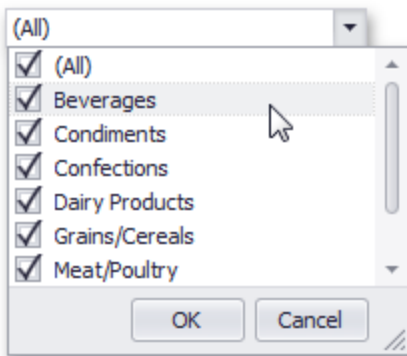 (All)
(All)
Beverages
Condiments
Confections
Dairy Products
Grains/Cereals
Meat/Poultry
OK Cancel